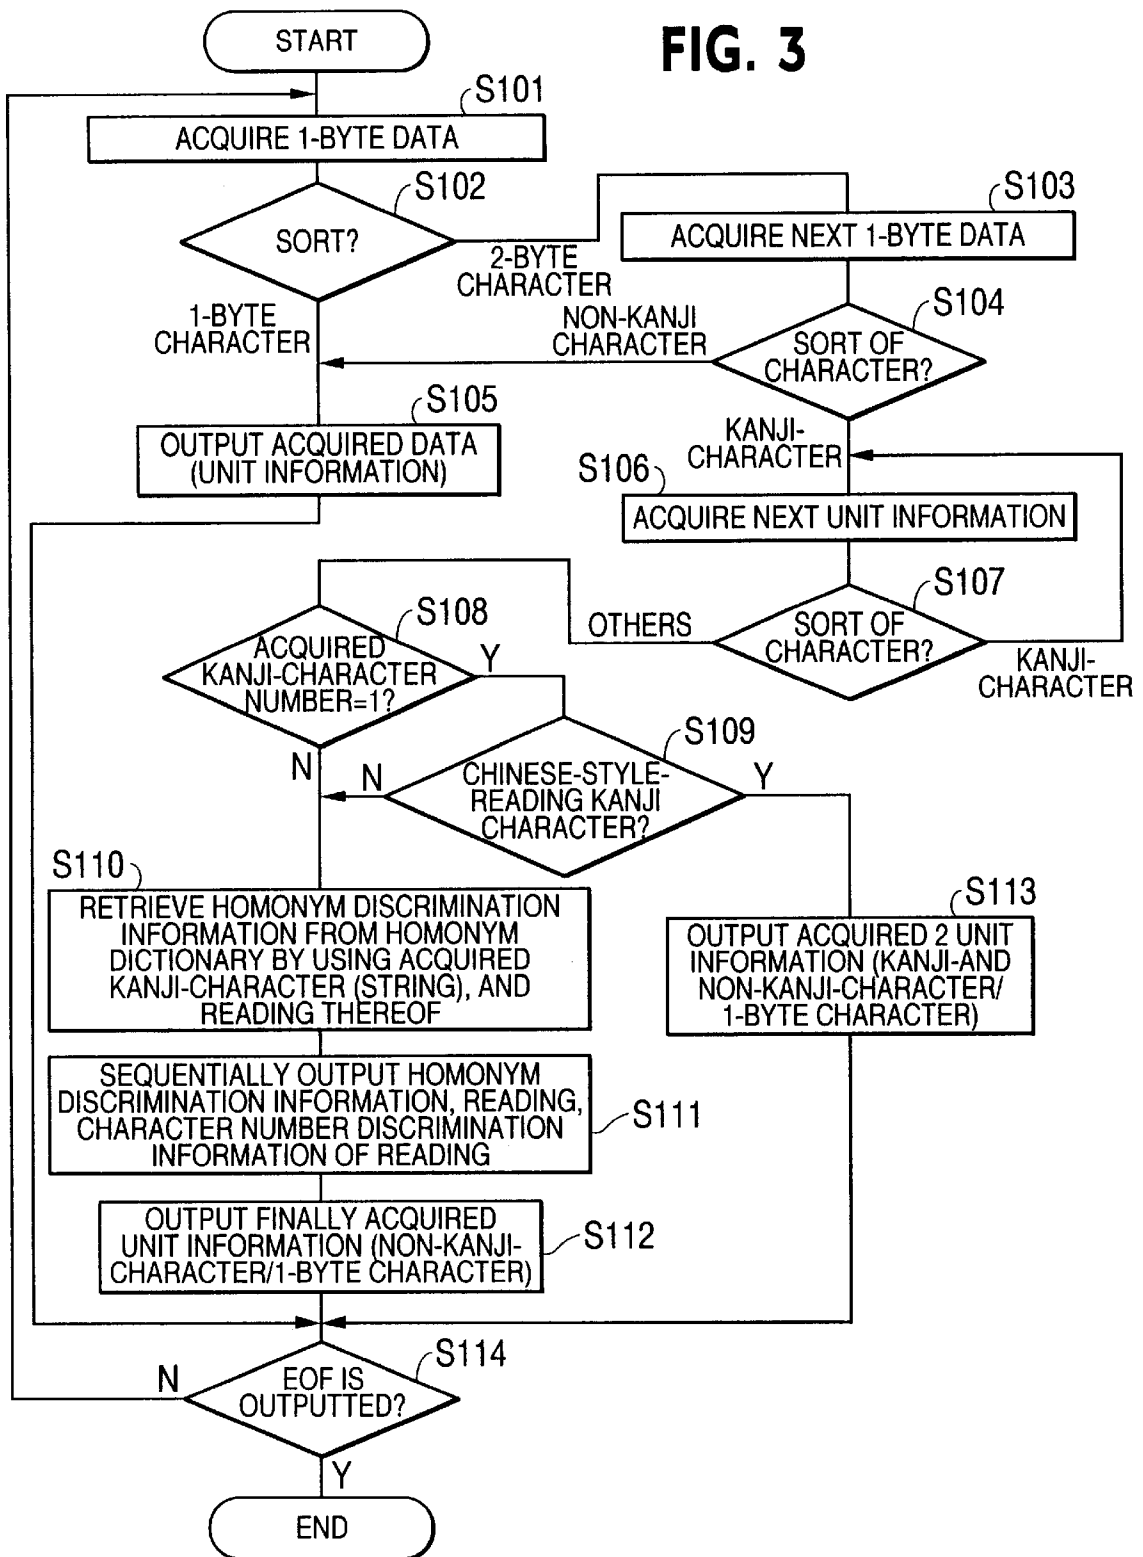 FIG. 3
START
S101
ACQUIRE 1-BYTE DATA
S102
SORT?
2-BYTE
CHARACTER
S103
ACQUIRE NEXT 1-BYTE DATA
1-BYTE
CHARACTER
NON-KANJI
CHARACTER
S104
SORT OF
CHARACTER?
S105
OUTPUT ACQUIRED DATA
(UNIT INFORMATION)
KANJI-
CHARACTER
S106
ACQUIRE NEXT UNIT INFORMATION
S107
SORT OF
CHARACTER?
OTHERS
KANJI-
CHARACTER
S108
ACQUIRED
KANJI-CHARACTER
NUMBER=1?
Y
N
S109
CHINESE-STYLE-
READING KANJI
CHARACTER?
N
Y
S110
RETRIEVE HOMONYM DISCRIMINATION
INFORMATION FROM HOMONYM
DICTIONARY BY USING ACQUIRED
KANJI-CHARACTER (STRING), AND
READING THEREOF
S113
OUTPUT ACQUIRED 2 UNIT
INFORMATION (KANJI-AND
NON-KANJI-CHARACTER/
1-BYTE CHARACTER)
SEQUENTIALLY OUTPUT HOMONYM
DISCRIMINATION INFORMATION, READING,
CHARACTER NUMBER DISCRIMINATION
INFORMATION OF READING
S111
OUTPUT FINALLY ACQUIRED
UNIT INFORMATION (NON-KANJI-
CHARACTER/1-BYTE CHARACTER)
S112
S114
EOF IS
OUTPUTTED?
N
Y
END